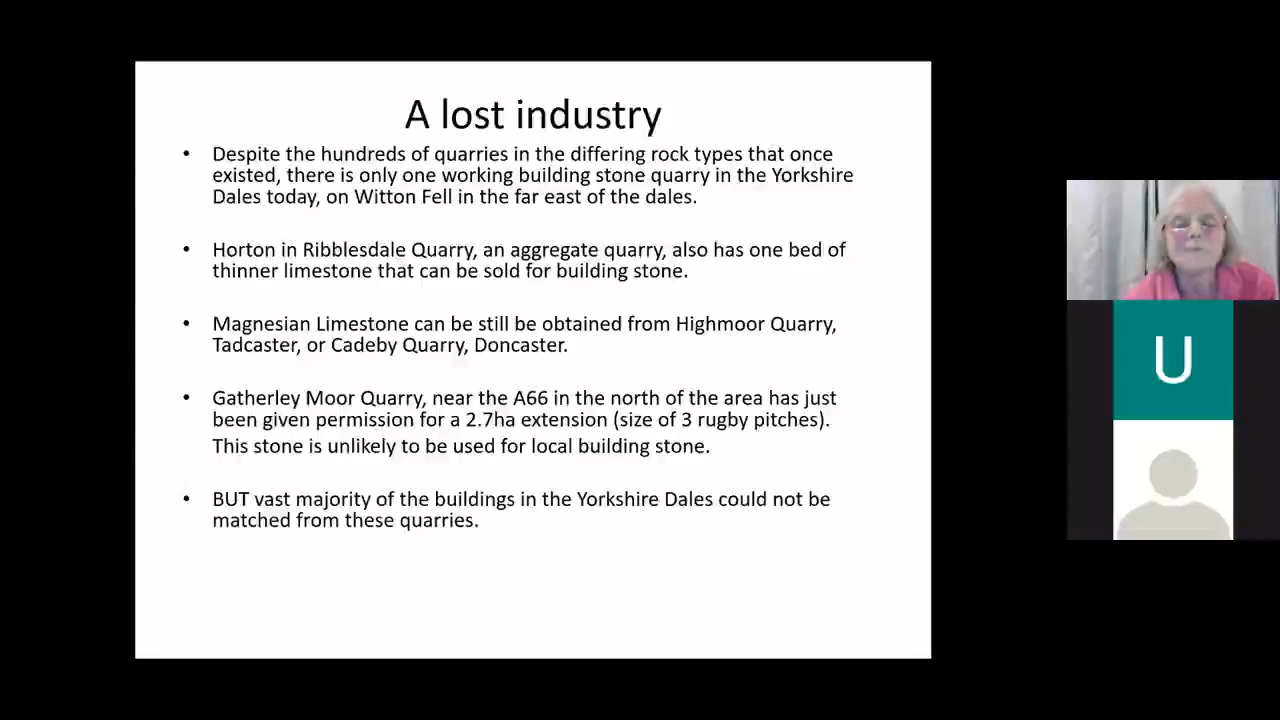 A lost industry
• Despite the hundreds of quarries in the differing rock types that once
existed, there is only one working building stone quarry in the Yorkshire
Dales today, on Witton Fell in the far east of the dales.
• Horton in Ribblesdale Quarry, an aggregate quarry, also has one bed of
thinner limestone that can be sold for building stone.
• Magnesian Limestone can be still be obtained from Highmoor Quarry,
Tadcaster, or Cadeby Quarry, Doncaster.
• Gatherley Moor Quarry, near the A66 in the north of the area has just
been given permission for a 2.7ha extension (size of 3 rugby pitches).
This stone is unlikely to be used for local building stone.
• BUT vast majority of the buildings in the Yorkshire Dales could not be
matched from these quarries.
U